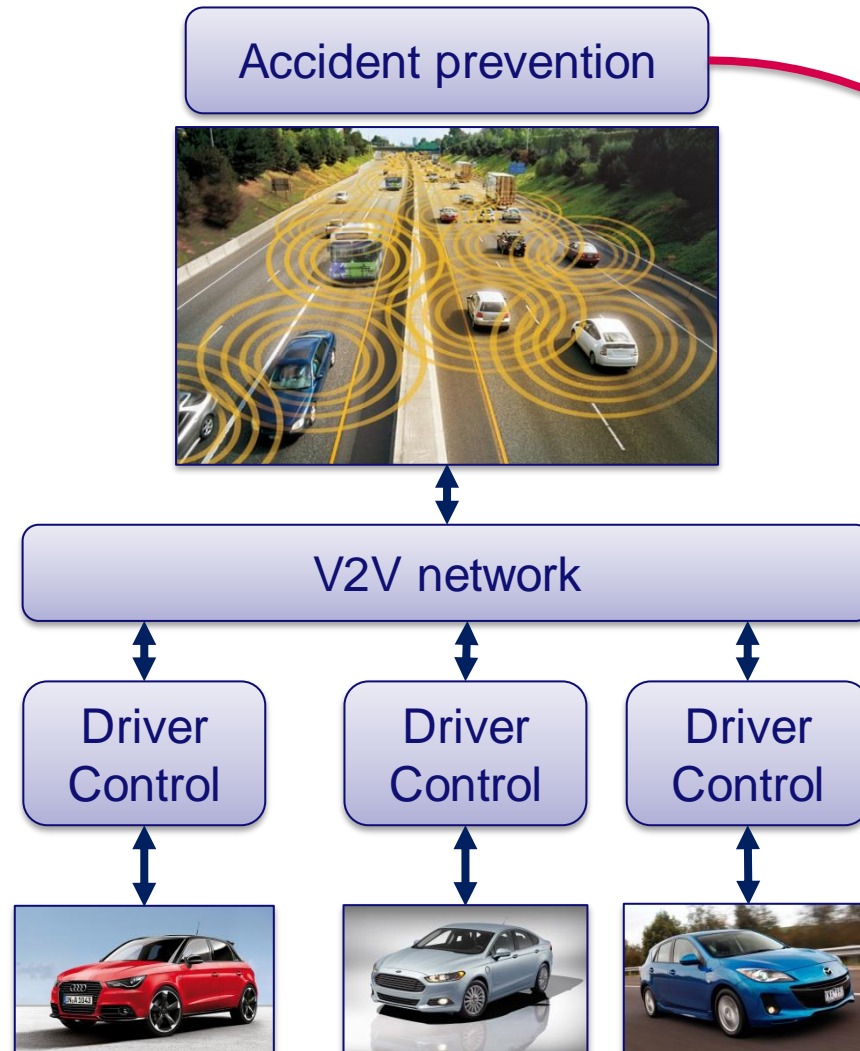 Accident prevention
V2V network
Driver
Control
Driver
Control
Driver
Control